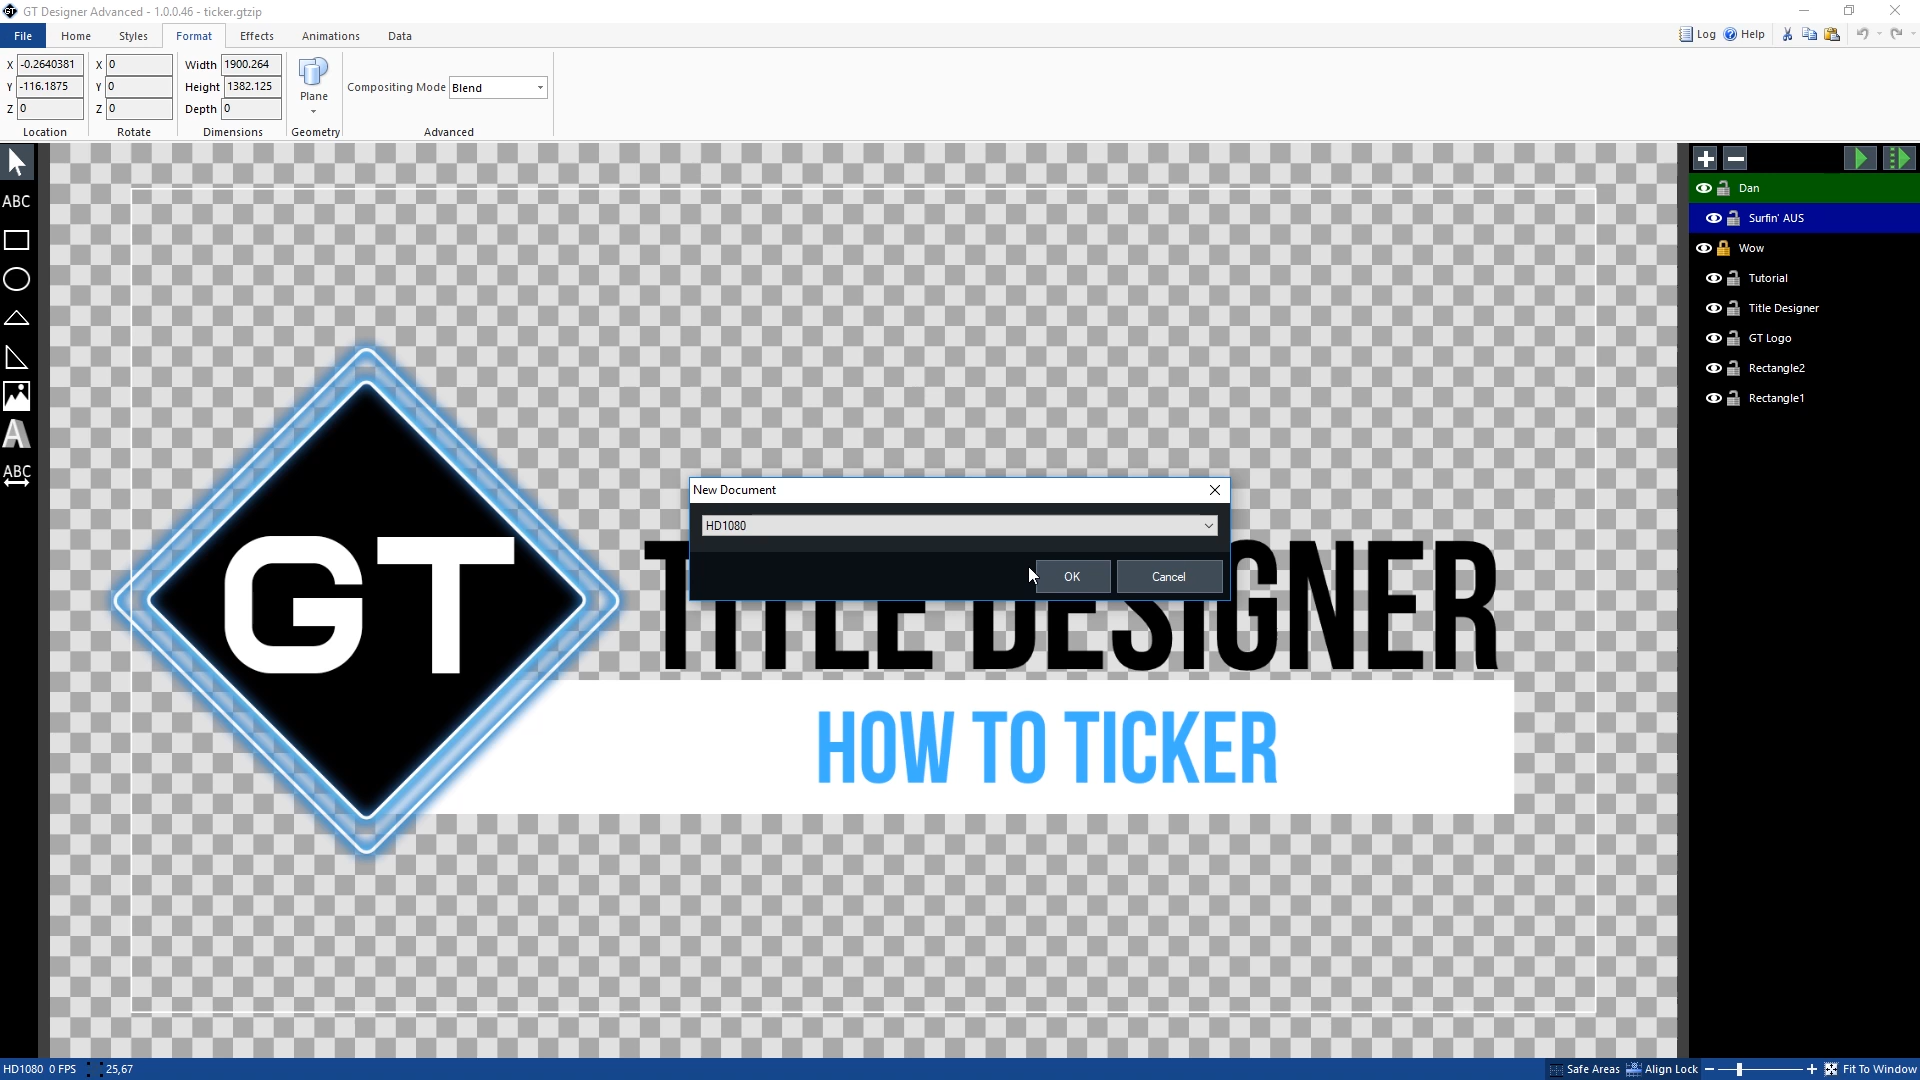 GT Designer Advanced - 1.0.0.46 - ticker.gtzip
File Home Styles Format Effects Animations Data Log Help
X -0.2640381 X 0 Width 1900.264
Y -116.1875 Y 0 Height 1382.125 Plane Compositing Mode Blend
Z 0 Z 0 Depth 0
Location Rotate Dimensions Geometry Advanced
ABC
ABC
A
Dan
Surfin' AUS
Wow
Tutorial
Title Designer
GT Logo
Rectangle2
Rectangle1
New Document
HD1080
OK Cancel
GT
TITLE DESIGNER
HOW TO TICKER
HD1080 0 FPS 25,67 Safe Areas Align Lock Fit To Window